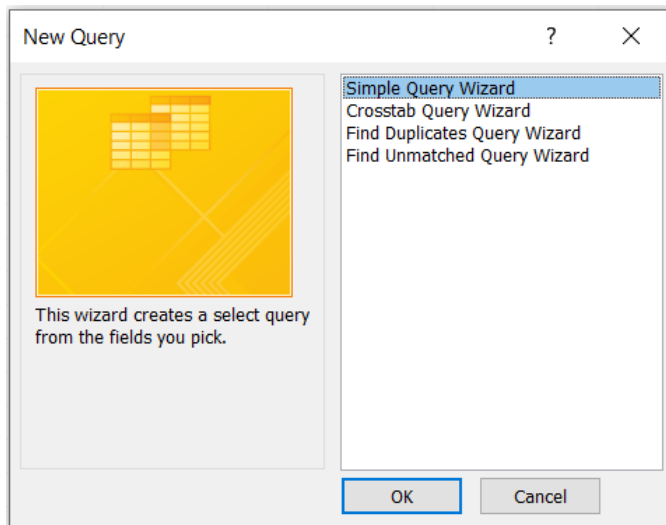 New Query
?
Simple Query Wizard
Crosstab Query Wizard
Find Duplicates Query Wizard
Find Unmatched Query Wizard
This wizard creates a select query
from the fields you pick.
OK
Cancel